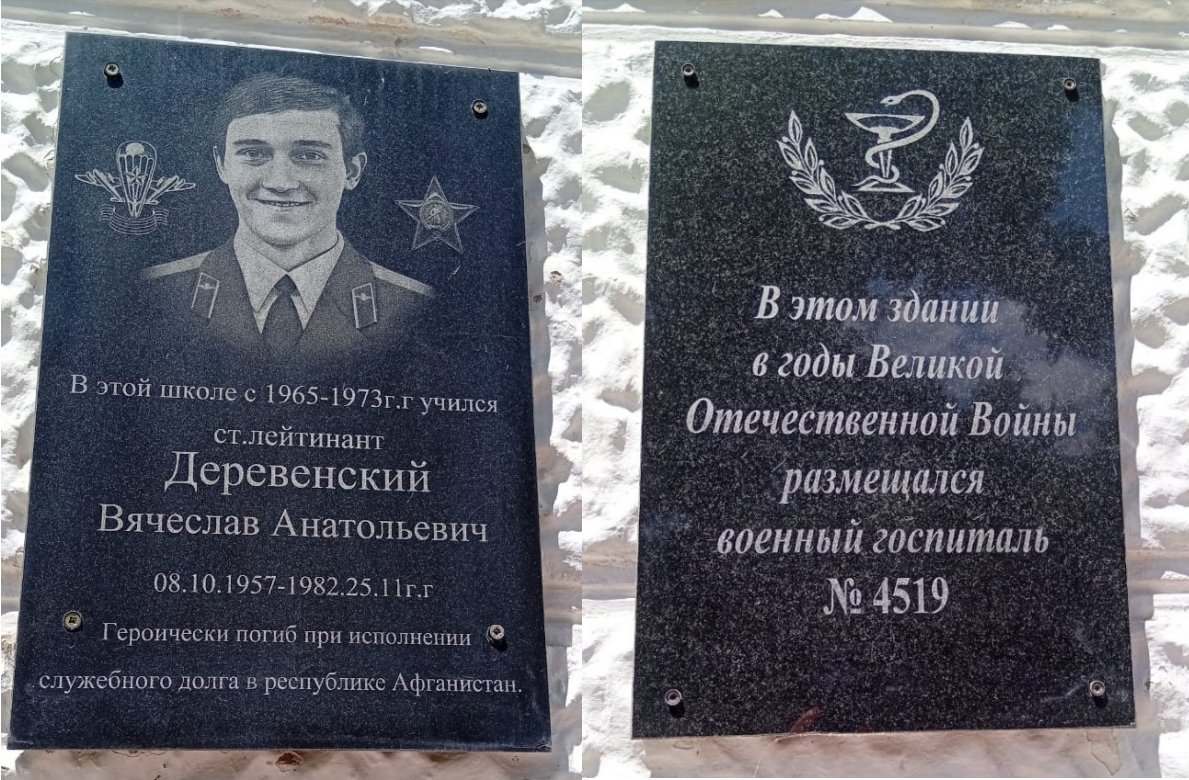 В этой школе с 1965-1973г.г учился
ст.лейтинант
Деревенский
Вячеслав Анатольевич
08.10.1957-1982.25.11г.г
Героически погиб при исполнении
служебного долга в республике Афганистан.
В этом здании
в годы Великой
Отечественной Войны
размещался
военный госпиталь
№ 4519